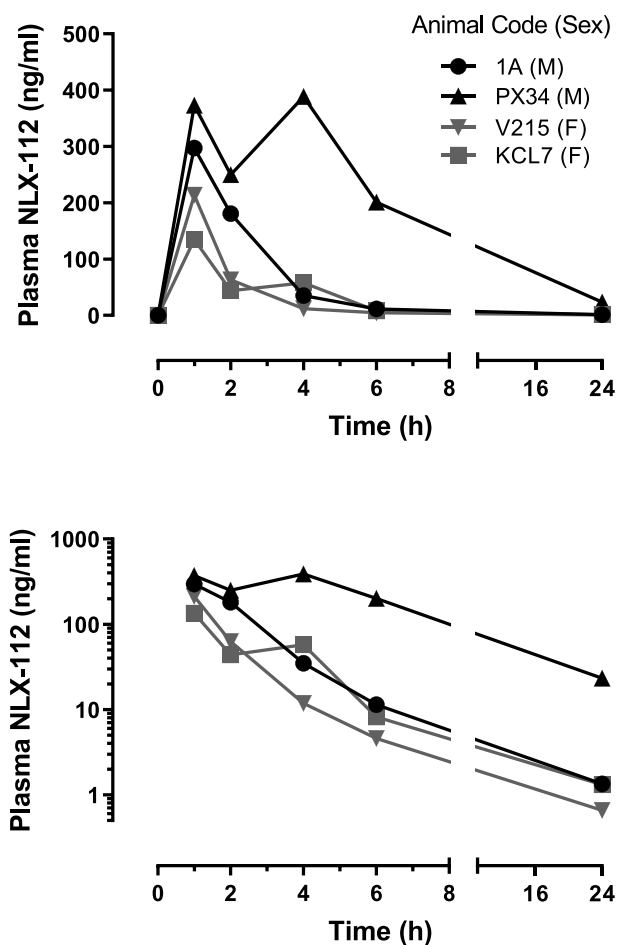 Animal Code (Sex)
1A (M)
PX34 (M)
V215 (F)
KCL7 (F)
Plasma NLX-112 (ng/ml)
500
400
300
200
100
0
0 2 4 6 8 16 24
Time (h)
Plasma NLX-112 (ng/ml)
1000
100
10
1
0 2 4 6 8 16 24
Time (h)